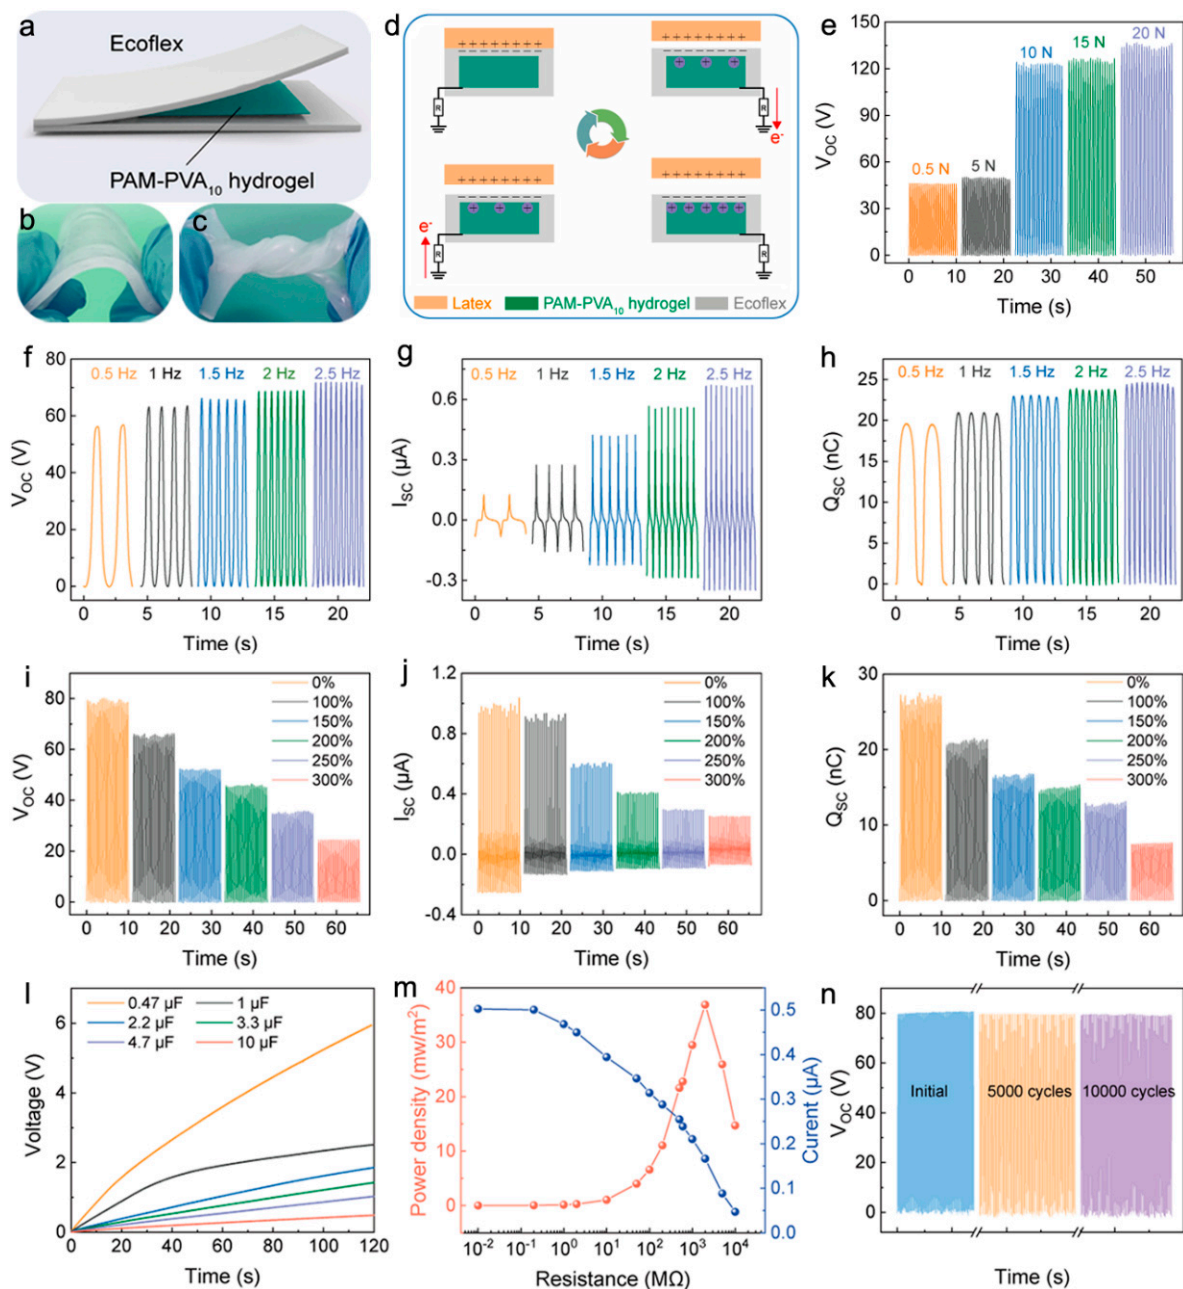 a
Ecoflex
PAM-PVA₁₀ hydrogel
b
c
d
R
e⁻
R
e⁻
R
R
Latex
PAM-PVA₁₀ hydrogel
Ecoflex
e
V_OC (V)
150
120
90
60
30
0
0.5 N
5 N
10 N
15 N
20 N
0 10 20 30 40 50
Time (s)
f
V_OC (V)
80
60
40
20
0
0.5 Hz 1 Hz 1.5 Hz 2 Hz 2.5 Hz
0 5 10 15 20
Time (s)
g
I_SC (μA)
0.6
0.3
0.0
-0.3
0.5 Hz 1 Hz 1.5 Hz 2 Hz 2.5 Hz
0 5 10 15 20
Time (s)
h
Q_SC (nC)
25
20
15
10
5
0
0.5 Hz 1 Hz 1.5 Hz 2 Hz 2.5 Hz
0 5 10 15 20
Time (s)
i
V_OC (V)
80
60
40
20
0
0%
100%
150%
200%
250%
300%
0 10 20 30 40 50 60
Time (s)
j
I_SC (μA)
1.2
0.8
0.4
0.0
-0.4
0%
100%
150%
200%
250%
300%
0 10 20 30 40 50 60
Time (s)
k
Q_SC (nC)
30
20
10
0
0%
100%
150%
200%
250%
300%
0 10 20 30 40 50 60
Time (s)
l
Voltage (V)
6
4
2
0
0.47 μF 1 μF
2.2 μF 3.3 μF
4.7 μF 10 μF
0 20 40 60 80 100 120
Time (s)
m
Power density (mw/m²)
40
30
20
10
0
10⁻² 10⁻¹ 10⁰ 10¹ 10² 10³ 10⁴
Resistance (MΩ)
0.5
0.4
0.3
0.2
0.1
0.0
Curent (μA)
n
V_OC (V)
80
60
40
20
0
Initial
5000 cycles
10000 cycles
Time (s)